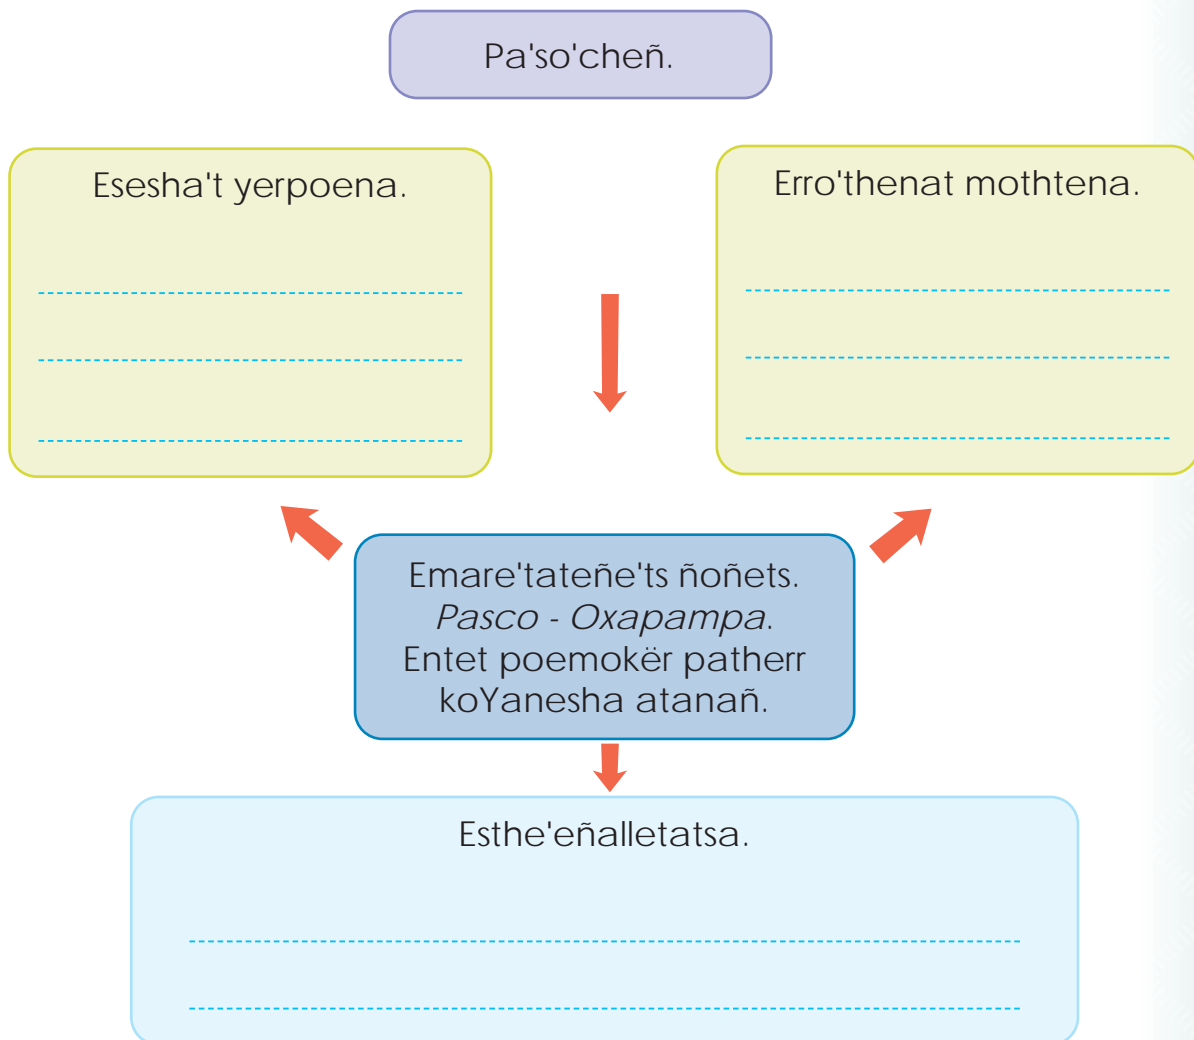 Pa'so'cheñ.
Esesha't yerpoena.
Erro'thenat mothtena.
Emare'tateñe'ts ñoñets.
Pasco - Oxapampa.
Entet poemokër patherr
koYanesha atanañ.
Esthe'eñalletatsa.